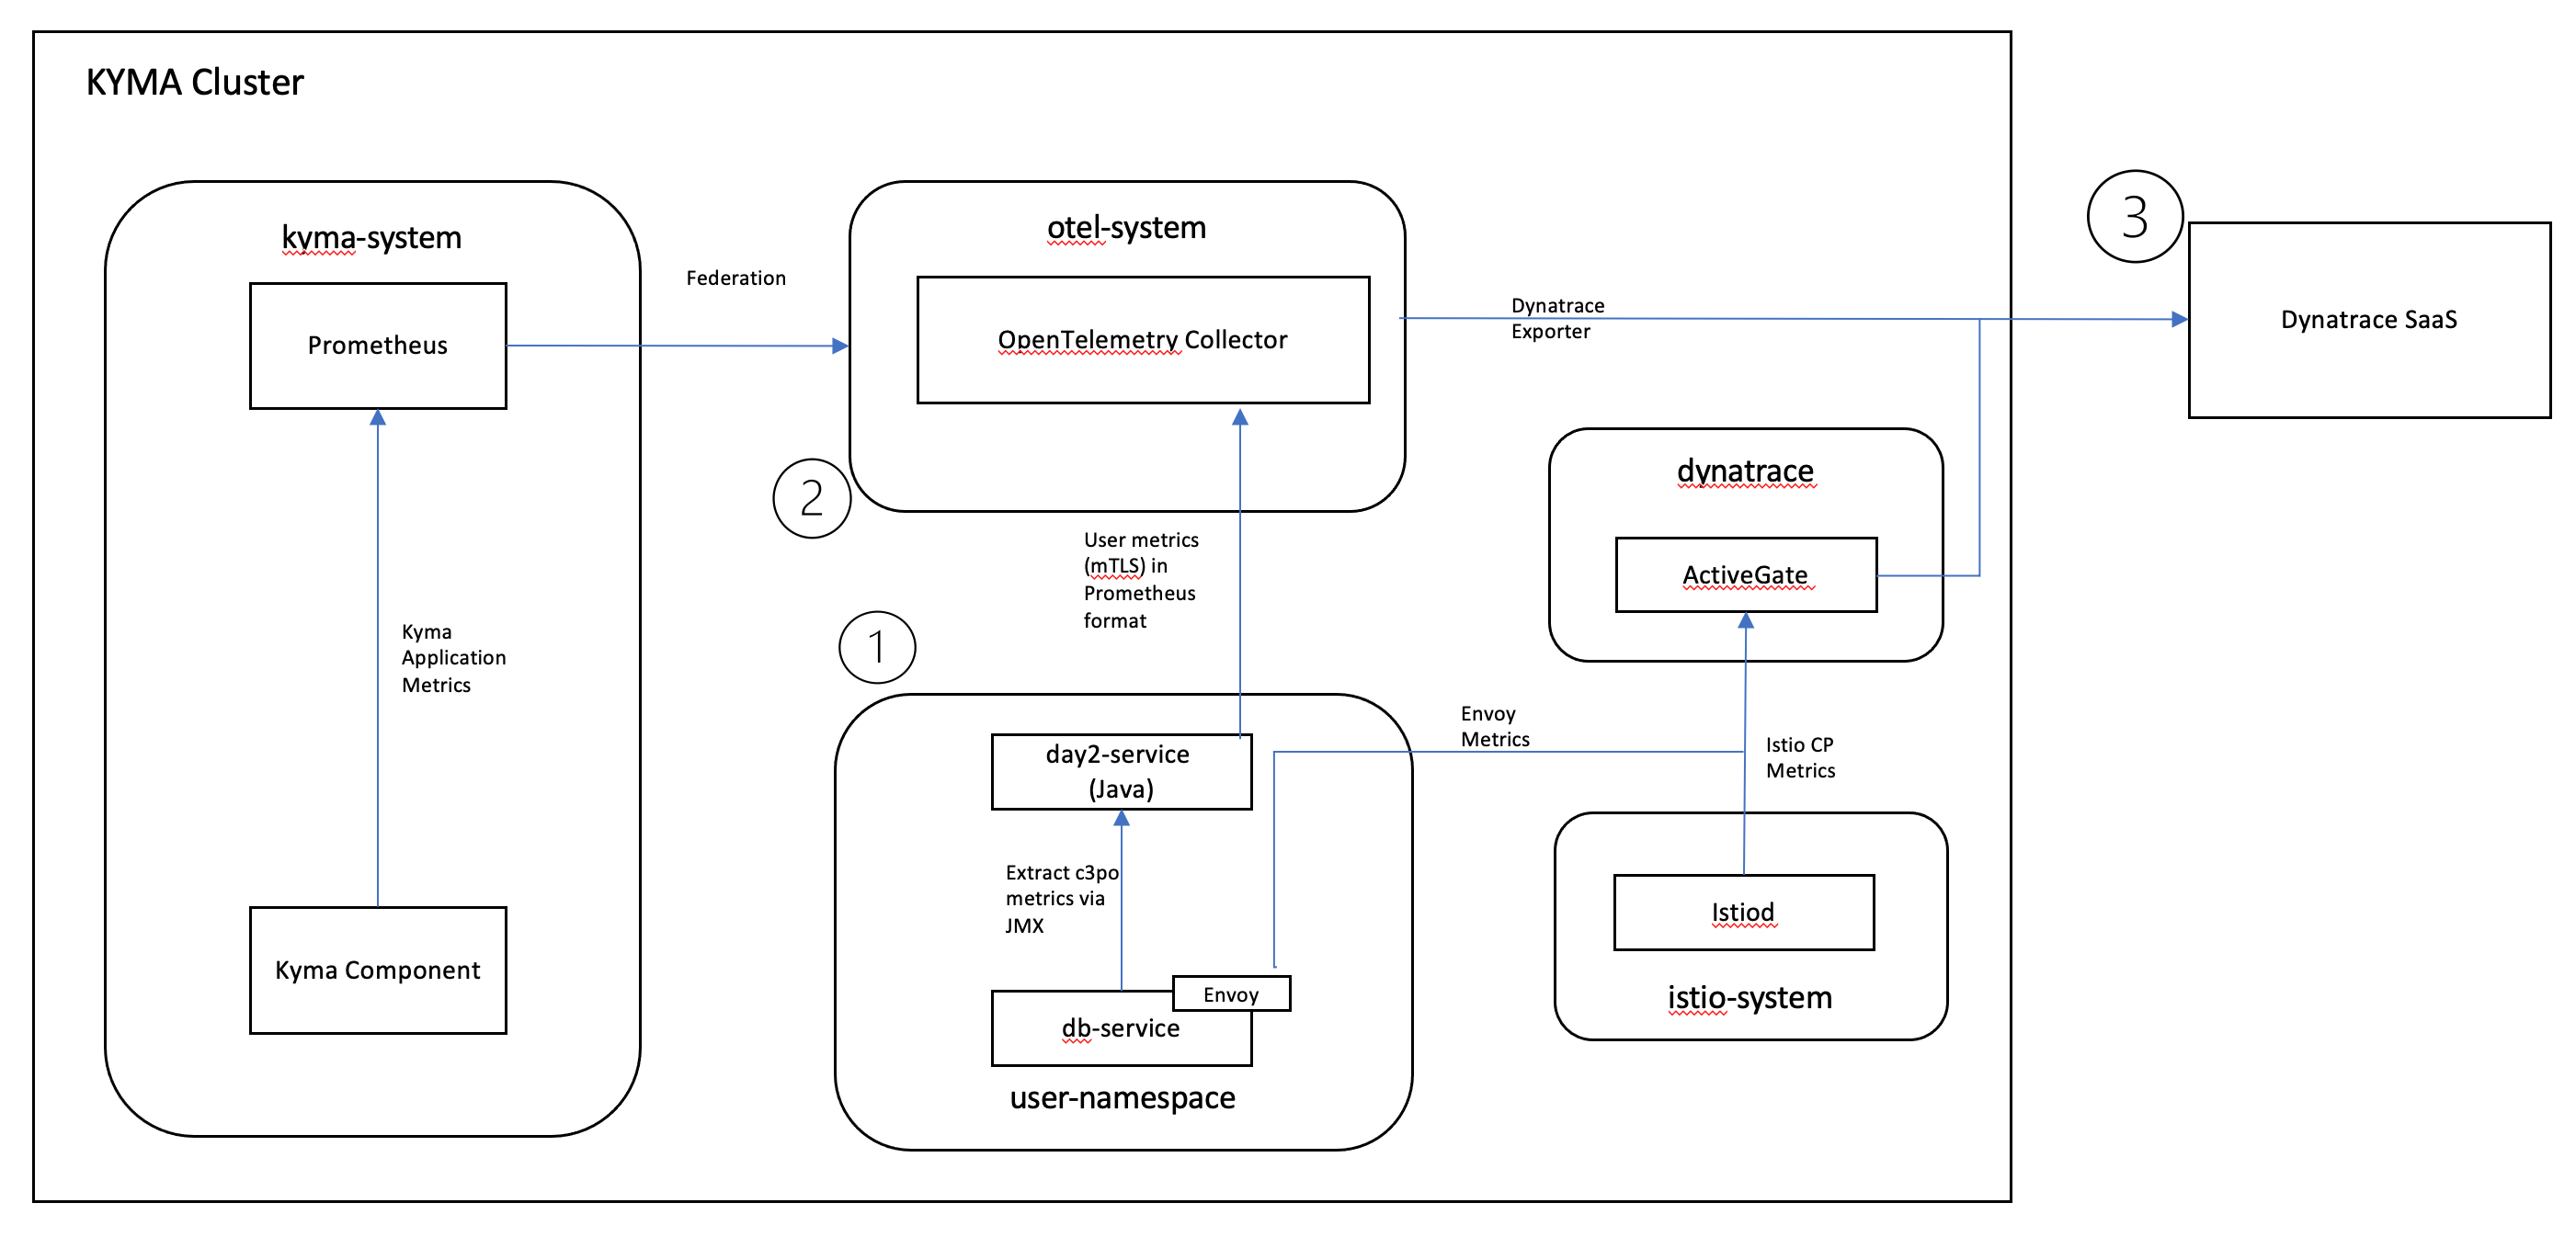 KYMA Cluster
kyma-system
Prometheus
Kyma
Application
Metrics
Kyma Component
Federation
otel-system
OpenTelemetry Collector
2
User metrics
(mTLS) in
Prometheus
format
1
day2-service
(Java)
Extract c3po
metrics via
JMX
Envoy
db-service
user-namespace
Dynatrace
Exporter
dynatrace
ActiveGate
Envoy
Metrics
Istio CP
Metrics
Istiod
istio-system
3
Dynatrace SaaS